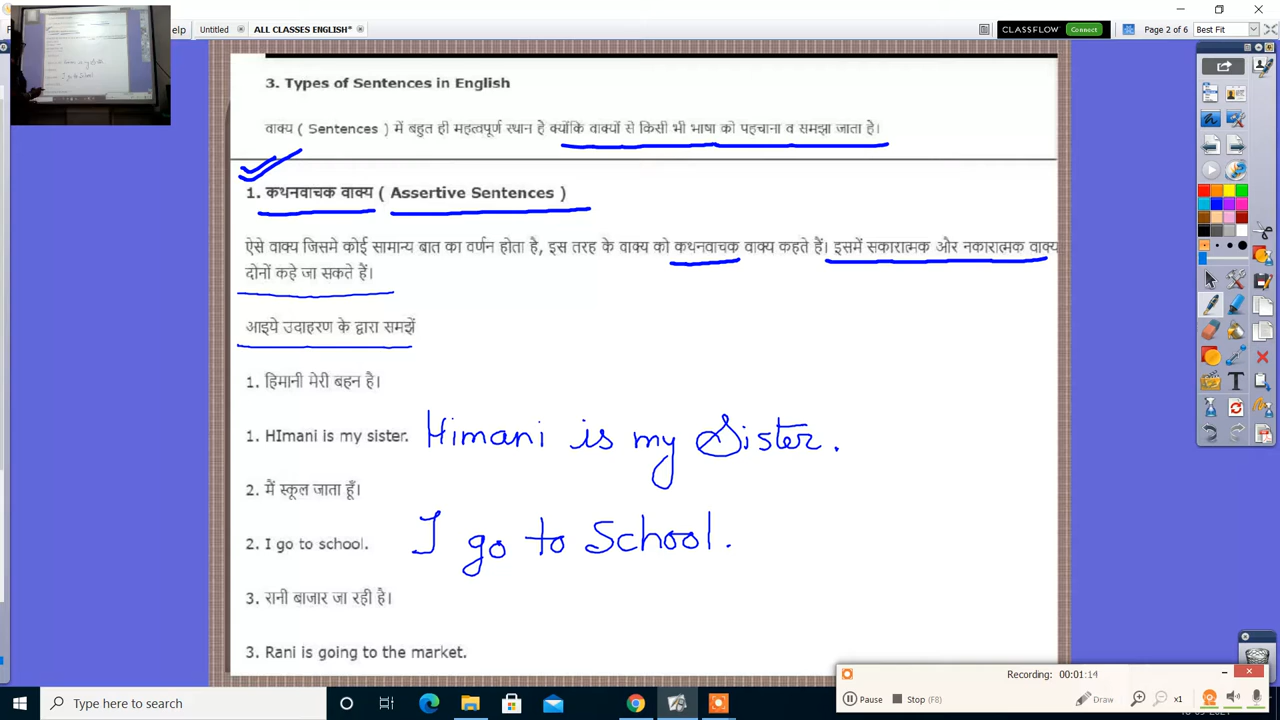 help
Untitled
ALL CLASSES ENGLISH*
CLASSFLOW
Connect
Page 2 of 6
Best Fit
3. Types of Sentences in English
वाक्य ( Sentences ) में बहुत ही महत्वपूर्ण स्थान है क्योंकि वाक्यों से किसी भी भाषा को पहचाना व समझा जाता है।
1. कथनवाचक वाक्य ( Assertive Sentences )
ऐसे वाक्य जिसमे कोई सामान्य बात का वर्णन होता है, इस तरह के वाक्य को कथनवाचक वाक्य कहते हैं। इसमें सकारात्मक और नकारात्मक वाक्य
दोनों कहे जा सकते हैं।
आइये उदाहरण के द्वारा समझें
1. हिमानी मेरी बहन है।
1. HImani is my sister. Himani is my Sister.
2. मैं स्कूल जाता हूँ।
2. I go to school. I go to School.
3. रानी बाजार जा रही है।
3. Rani is going to the market.
Recording: 00:01:14
Pause
Stop (F8)
Draw
x1
Type here to search